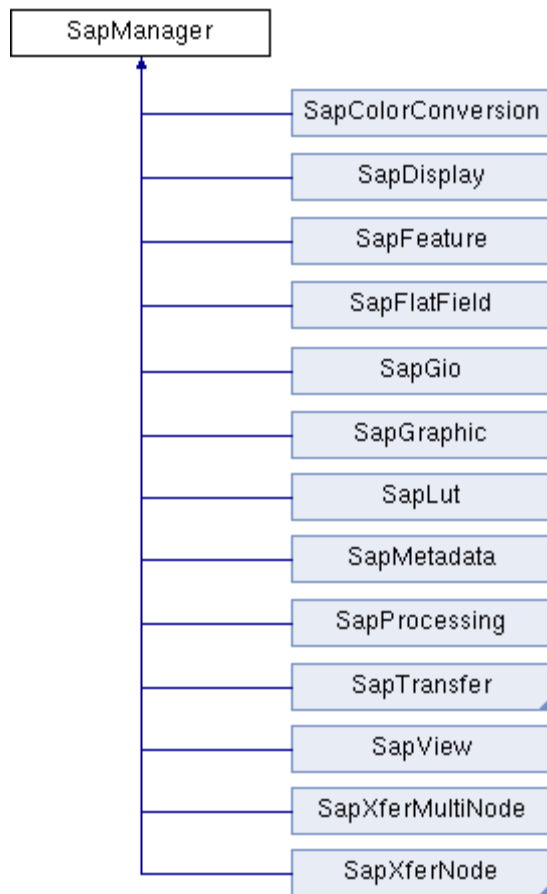 SapManager
SapColorConversion
SapDisplay
SapFeature
SapFlatField
SapGio
SapGraphic
SapLut
SapMetadata
SapProcessing
SapTransfer
SapView
SapXferMultiNode
SapXferNode